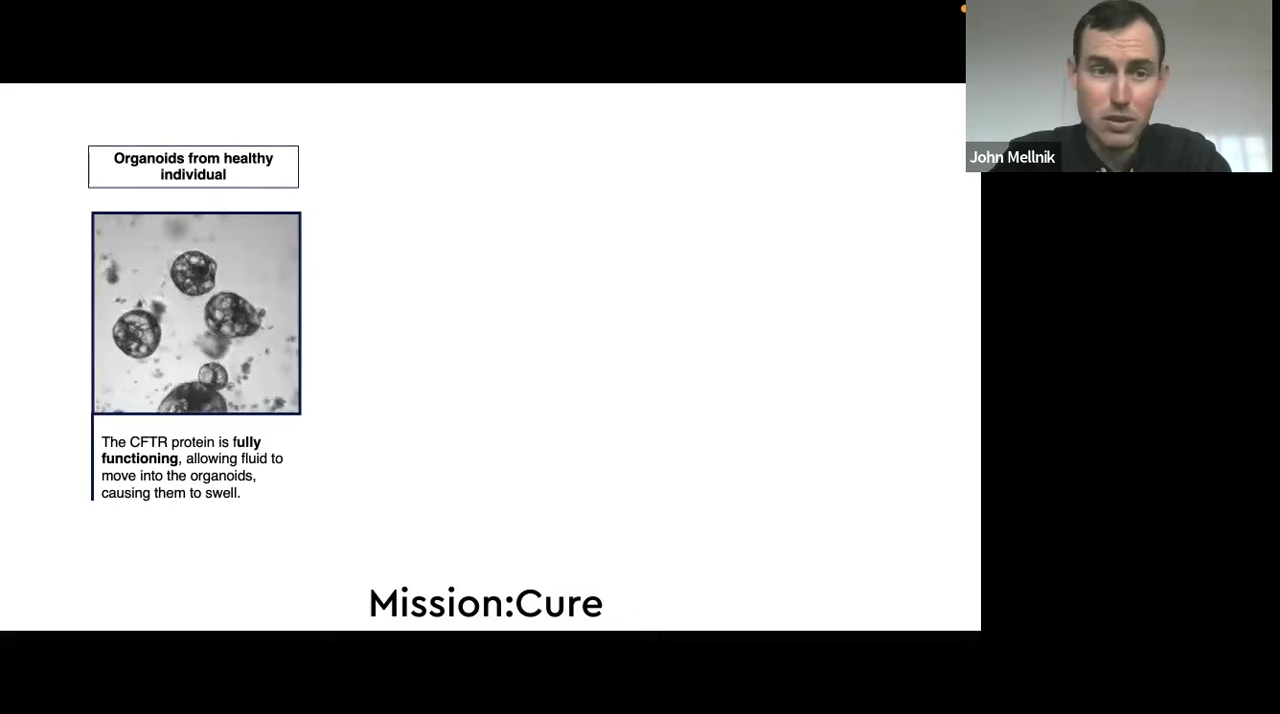 Organoids from healthy
individual
The CFTR protein is fully
functioning, allowing fluid to
move into the organoids,
causing them to swell.
Mission:Cure
John Mellnik